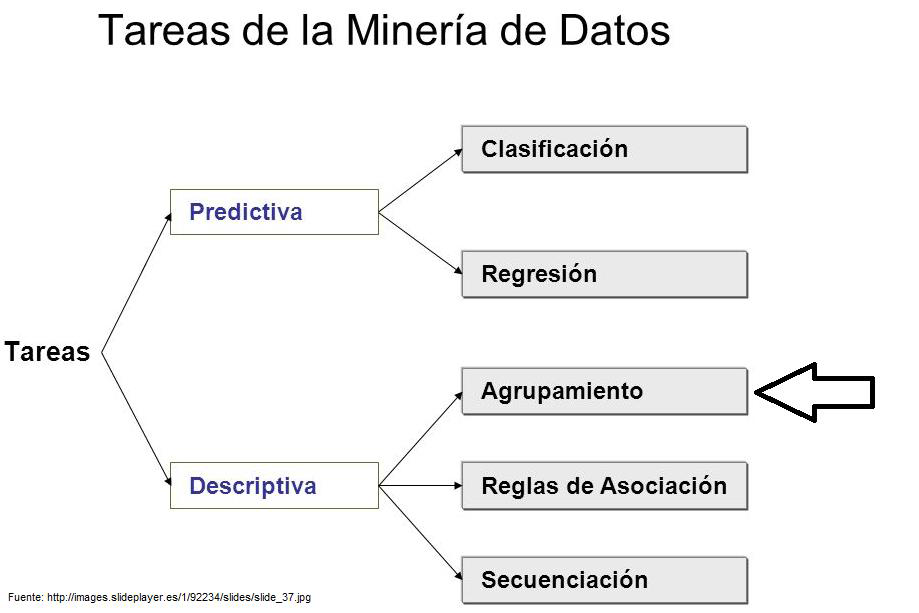 Tareas de la Minería de Datos
Clasificación
Predictiva
Regresión
Tareas
Agrupamiento
Descriptiva
Reglas de Asociación
Secuenciación
Fuente: http://images.slideplayer.es/1/92234/slides/slide_37.jpg